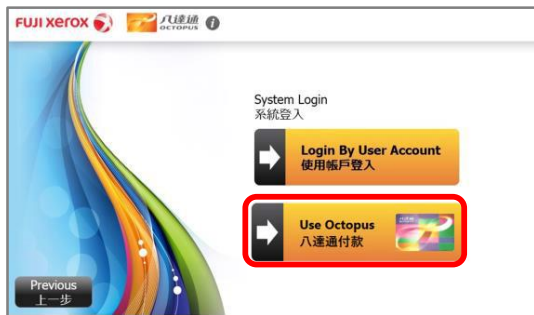 FUJI XEROX 八達通
OCTOPUS
System Login
系統登入
Login By User Account
使用帳戶登入
Use Octopus
八達通付款
Previous
上一步